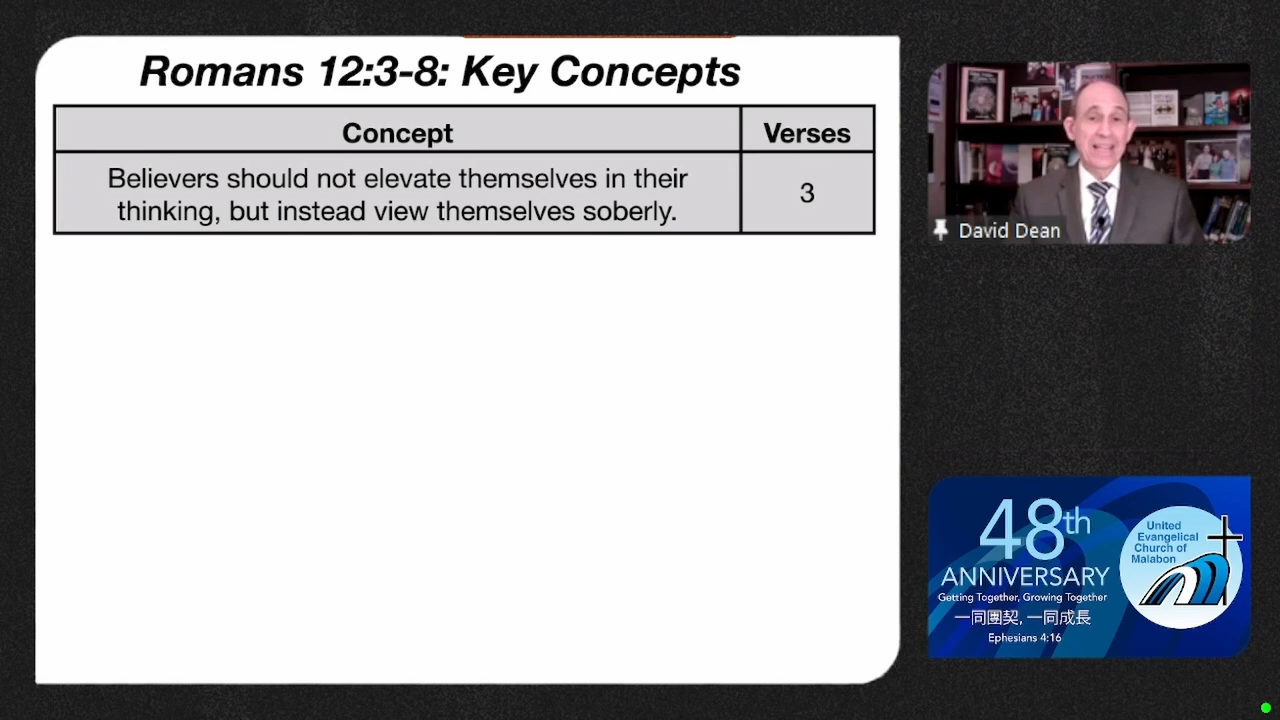 Romans 12:3-8: Key Concepts
Concept
Verses
Believers should not elevate themselves in their
thinking, but instead view themselves soberly.
3
David Dean
48th
ANNIVERSARY
Getting Together, Growing Together
一同團契, 一同成長
Ephesians 4:16
United
Evangelical
Church of
Malabon